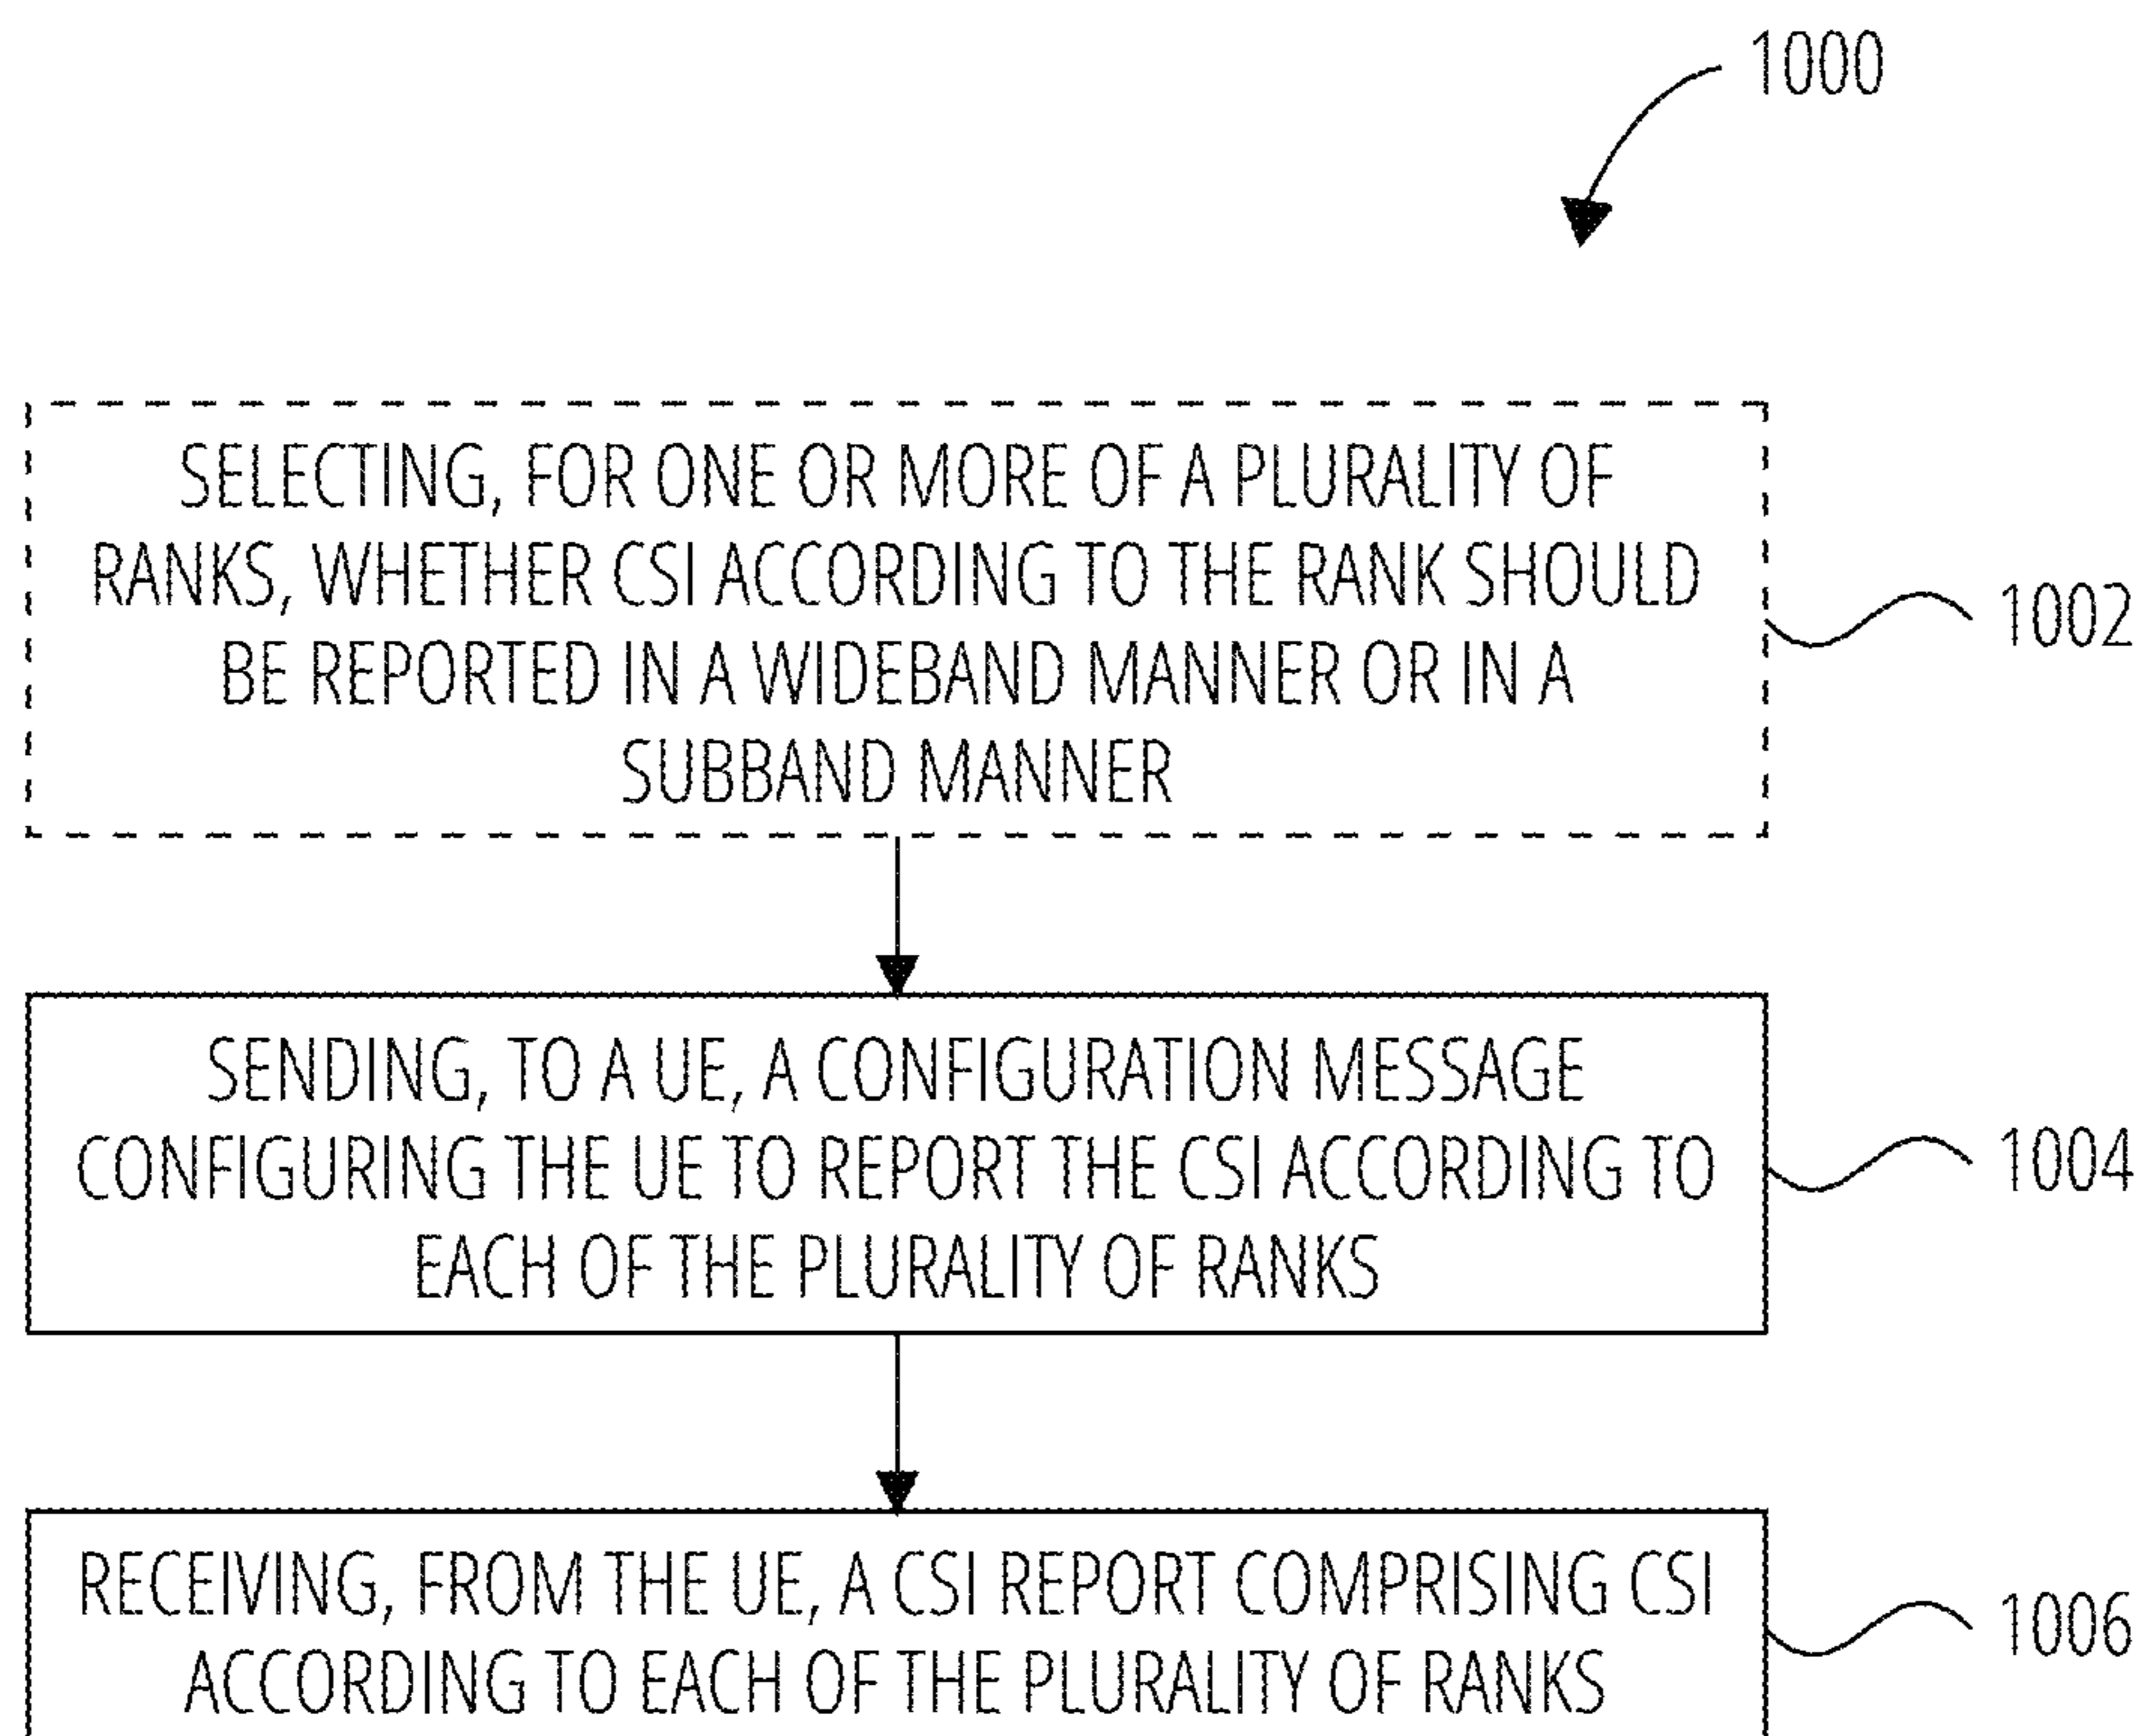 1000
SELECTING, FOR ONE OR MORE OF A PLURALITY OF
RANKS, WHETHER CSI ACCORDING TO THE RANK SHOULD
BE REPORTED IN A WIDEBAND MANNER OR IN A
SUBBAND MANNER
1002
SENDING, TO A UE, A CONFIGURATION MESSAGE
CONFIGURING THE UE TO REPORT THE CSI ACCORDING TO
EACH OF THE PLURALITY OF RANKS
1004
RECEIVING, FROM THE UE, A CSI REPORT COMPRISING CSI
ACCORDING TO EACH OF THE PLURALITY OF RANKS
1006